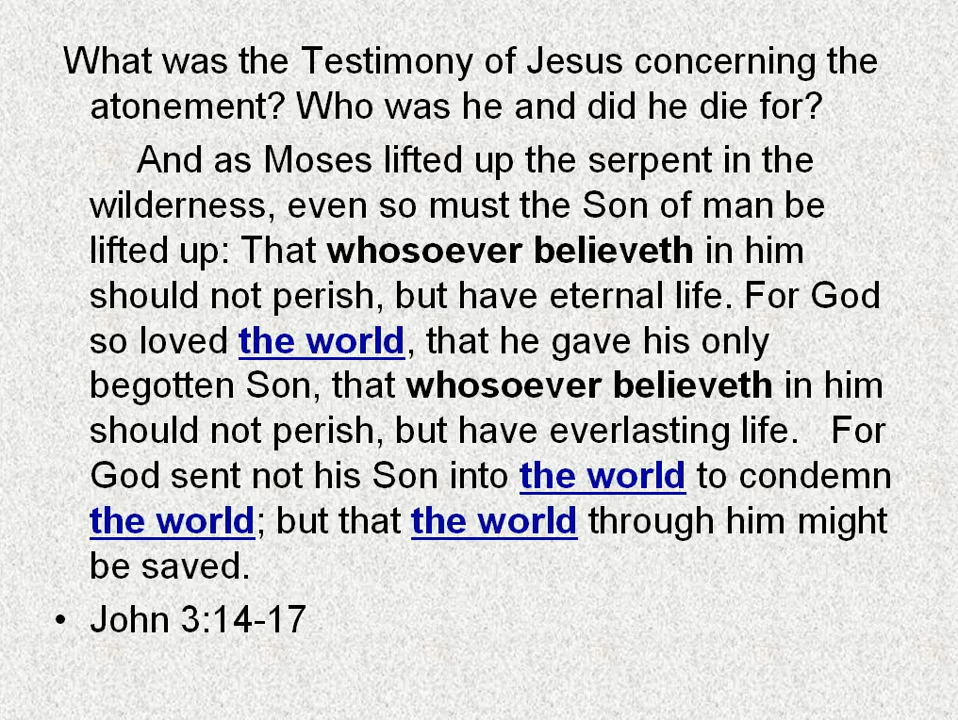 What was the Testimony of Jesus concerning the
atonement? Who was he and did he die for?
And as Moses lifted up the serpent in the
wilderness, even so must the Son of man be
lifted up: That whosoever believeth in him
should not perish, but have eternal life. For God
so loved the world, that he gave his only
begotten Son, that whosoever believeth in him
should not perish, but have everlasting life. For
God sent not his Son into the world to condemn
the world; but that the world through him might
be saved.
• John 3:14-17